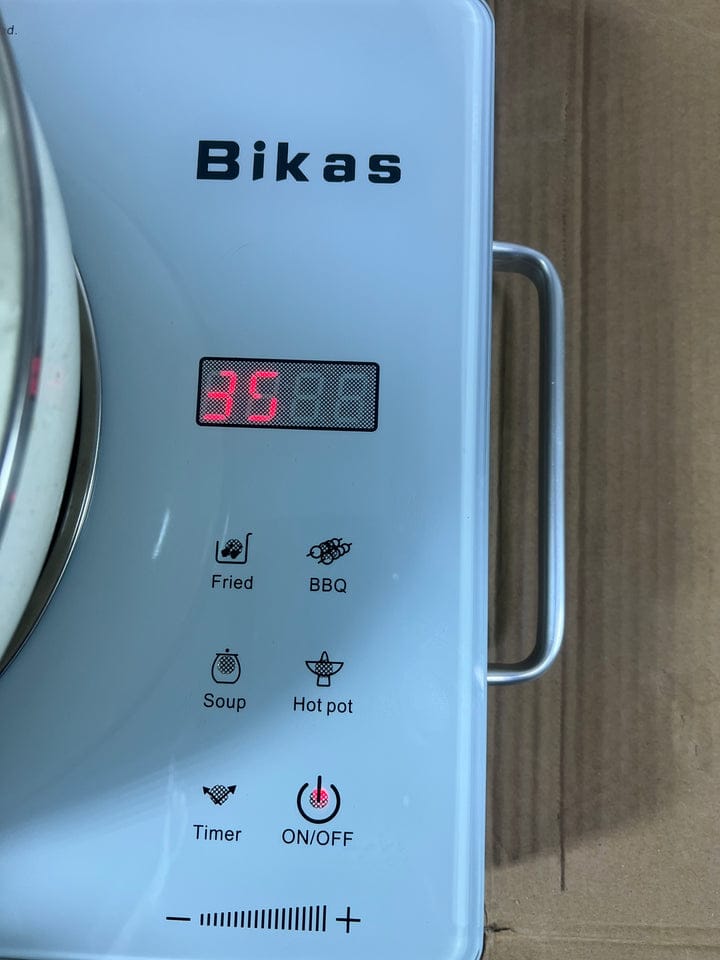 d.
Bikas
35
Fried BBQ
Soup Hot pot
Timer ON/OFF
− +